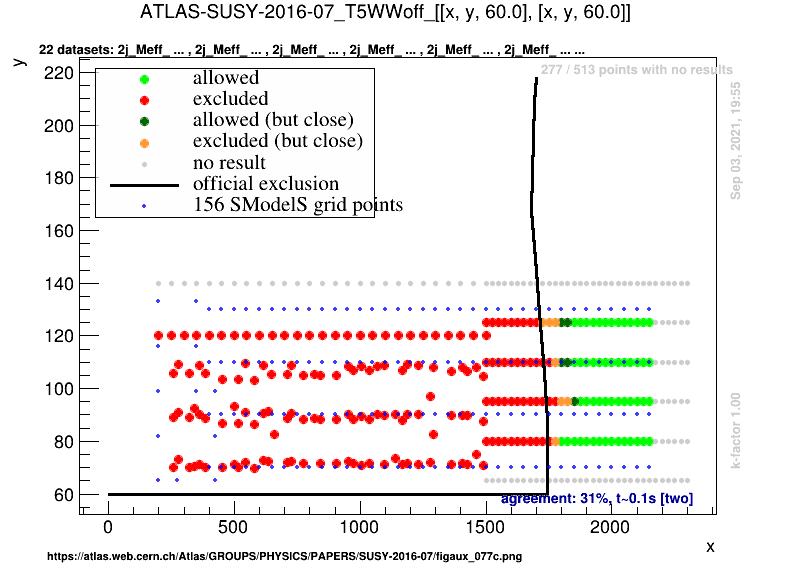 ATLAS-SUSY-2016-07_T5WWoff_[[x, y, 60.0], [x, y, 60.0]]
22 datasets: 2j_Meff_ ... , 2j_Meff_ ... , 2j_Meff_ ... , 2j_Meff_ ... , 2j_Meff_ ... , 2j_Meff_ ... ...
y
277 / 513 points with no results
allowed
excluded
allowed (but close)
excluded (but close)
no result
official exclusion
156 SModelS grid points
Sep 03, 2021, 19:55
k-factor 1.00
220
200
180
160
140
120
100
80
60
agreement: 31%, t~0.1s [two]
0 500 1000 1500 2000
x
https://atlas.web.cern.ch/Atlas/GROUPS/PHYSICS/PAPERS/SUSY-2016-07/figaux_077c.png